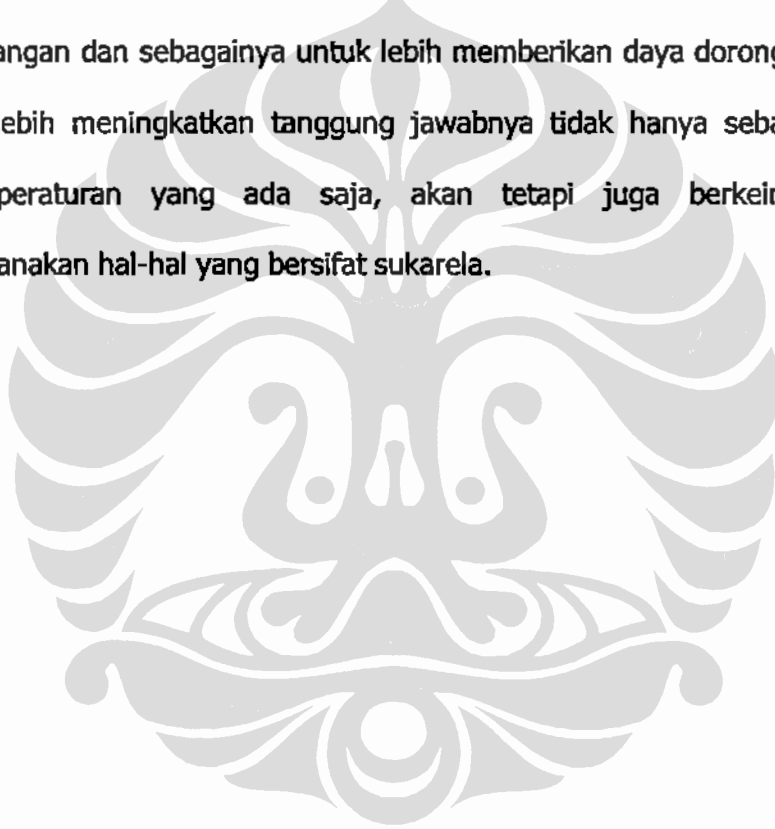 angan dan sebagainya untuk lebih memberikan daya dorong
ebih meningkatkan tanggung jawabnya tidak hanya seba
peraturan yang ada saja, akan tetapi juga berkei
anakan hal-hal yang bersifat sukarela.